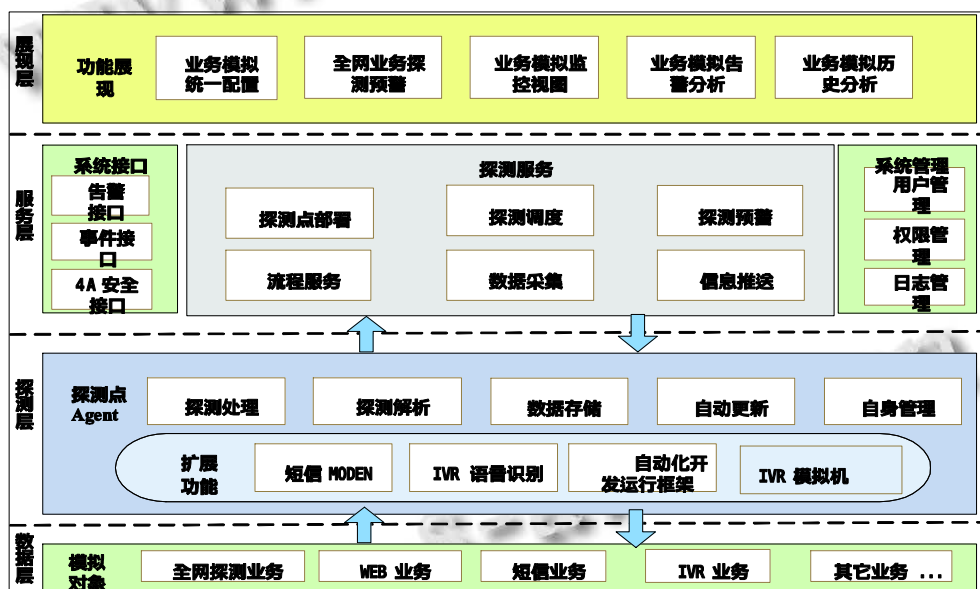 展现层
功能展
现
业务模拟
统一配置
全网业务探
测预警
业务模拟监
控视图
业务模拟告
警分析
业务模拟历
史分析
服务层
系统接口
告警
接口
事件接
口
4A 安全
接口
探测服务
探测点部署
探测调度
探测预警
流程服务
数据采集
信息推送
系统管理
用户管
理
权限管
理
日志管
理
探测层
探测点
Agent
探测处理
探测解析
数据存储
自动更新
自身管理
扩展
功能
短信 MODEN
IVR 语音识别
自动化开
发运行框架
IVR 模拟机
数据层
模拟
对象
全网探测业务
WEB 业务
短信业务
IVR 业务
其它业务 ...